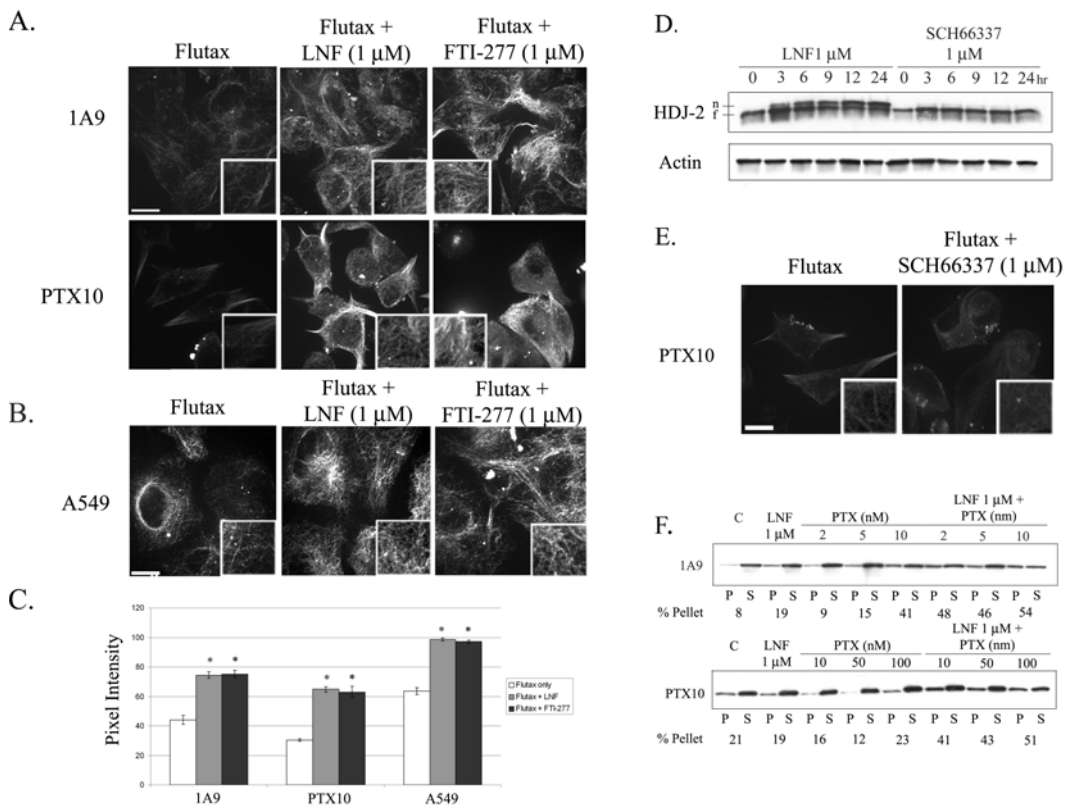 A.
Flutax
Flutax +
LNF (1 μM)
Flutax +
FTI-277 (1 μM)
1A9
PTX10
B.
Flutax
Flutax +
LNF (1 μM)
Flutax +
FTI-277 (1 μM)
A549
C.
Pixel Intensity
120
100
80
60
40
20
0
* * * * * *
Flutax only
Flutax + LNF
Flutax + FTI-277
1A9 PTX10 A549
D.
LNF1 μM
SCH66337
1 μM
0 3 6 9 12 24 0 3 6 9 12 24 hr
HDJ-2
n
f
Actin
E.
Flutax
Flutax +
SCH66337 (1 μM)
PTX10
F.
C
LNF
1 μM
PTX (nM)
LNF 1 μM +
PTX (nm)
2 5 10 2 5 10
1A9
P S P S P S P S P S P S P S P S
% Pellet 8 19 9 15 41 48 46 54
C
LNF
1 μM
PTX (nM)
LNF 1 μM +
PTX (nm)
10 50 100 10 50 100
PTX10
P S P S P S P S P S P S P S P S
% Pellet 21 19 16 12 23 41 43 51